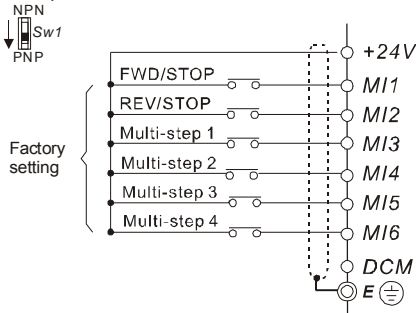 NPN
Sw1
PNP
+24V
FWD/STOP
MI1
REV/STOP
MI2
Multi-step 1
MI3
Factory
setting
Multi-step 2
MI4
Multi-step 3
MI5
Multi-step 4
MI6
DCM
E